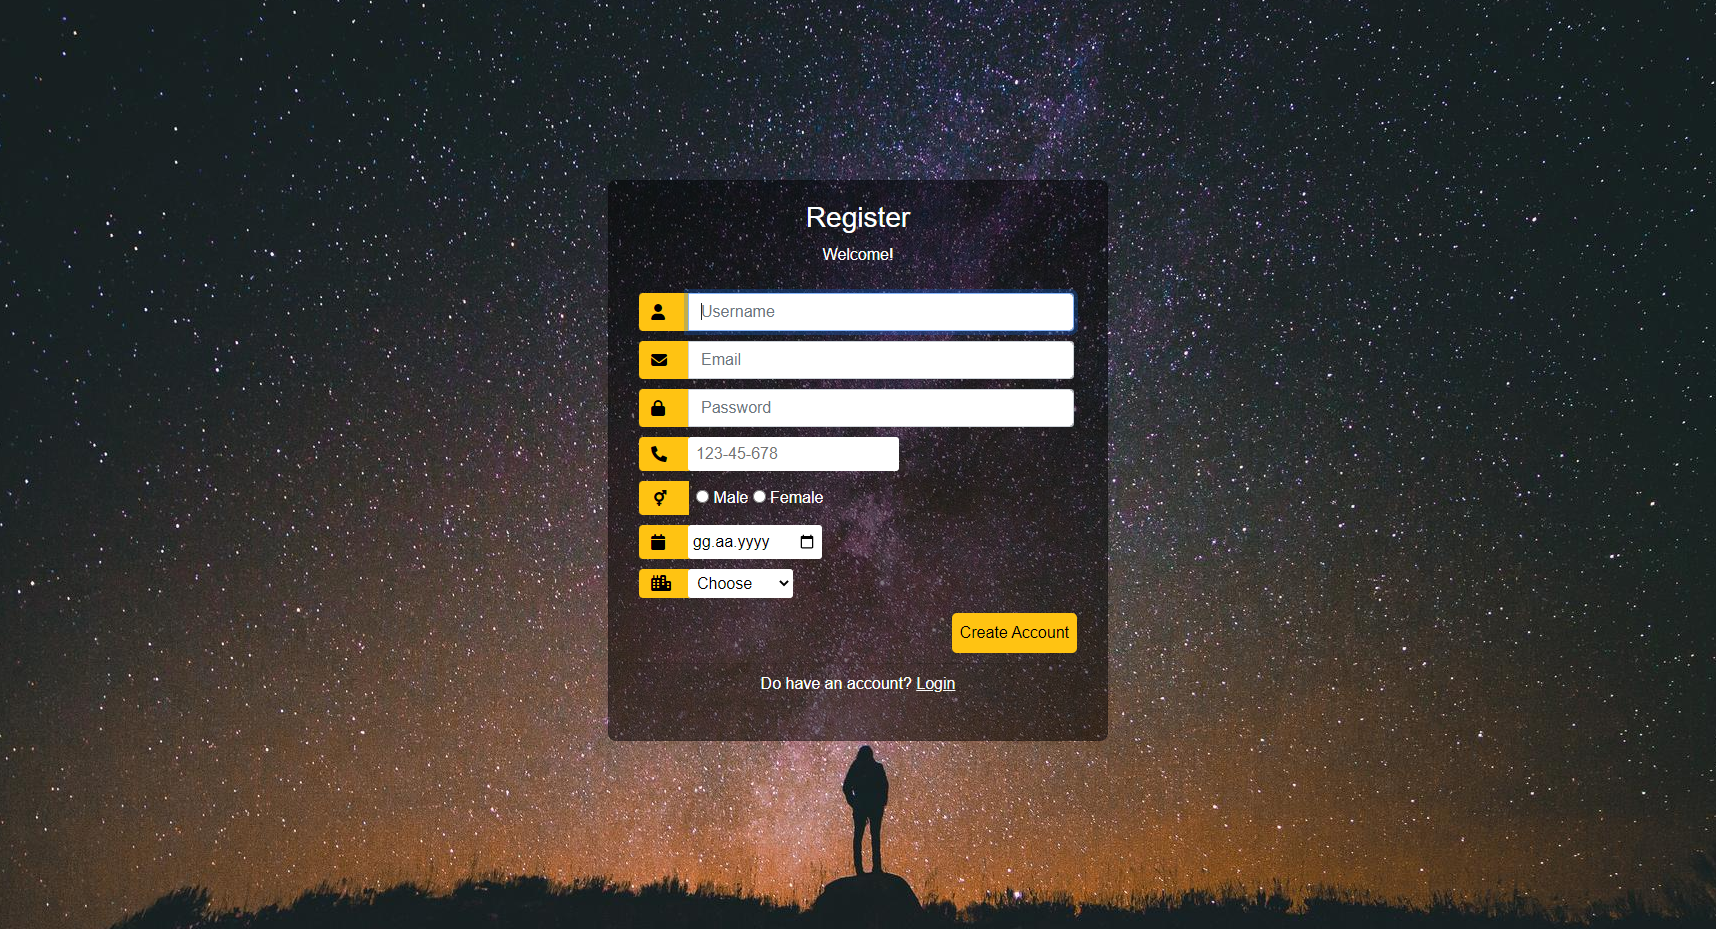 Register
Welcome!
Username
Email
Password
123-45-678
Male Female
gg.aa.yyyy
Choose
Create Account
Do have an account? Login